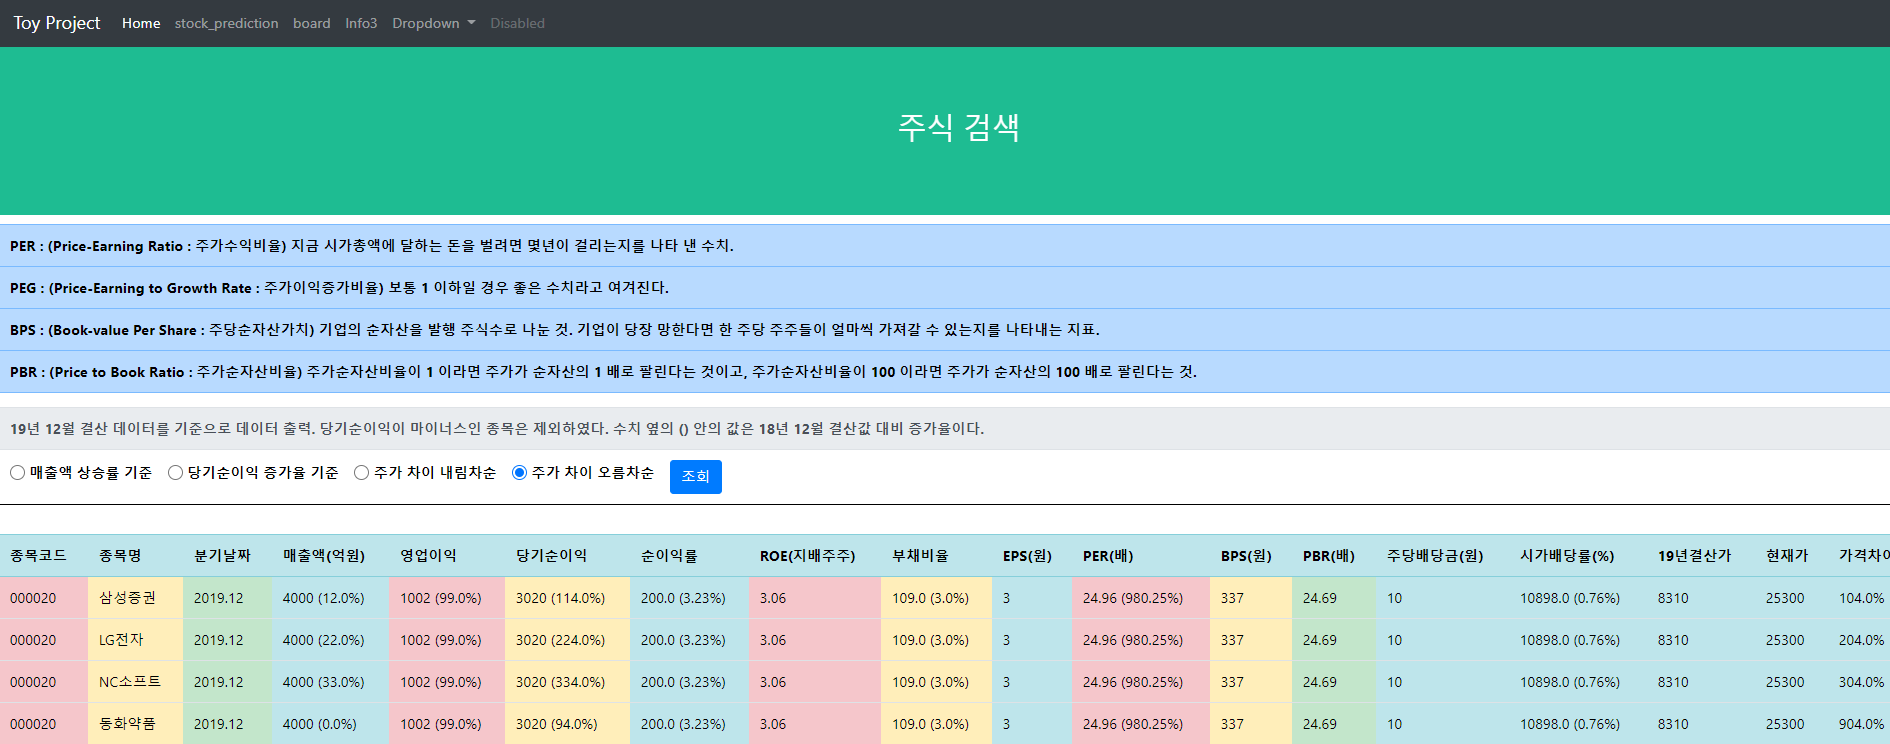 Toy Project Home stock_prediction board Info3 Dropdown Disabled
주식 검색
PER : (Price-Earning Ratio : 주가수익비율) 지금 시가총액에 달하는 돈을 벌려면 몇년이 걸리는지를 나타 낸 수치.
PEG : (Price-Earning to Growth Rate : 주가이익증가비율) 보통 1 이하일 경우 좋은 수치라고 여겨진다.
BPS : (Book-value Per Share : 주당순자산가치) 기업의 순자산을 발행 주식수로 나눈 것. 기업이 당장 망한다면 한 주당 주주들이 얼마씩 가져갈 수 있는지를 나타내는 지표.
PBR : (Price to Book Ratio : 주가순자산비율) 주가순자산비율이 1 이라면 주가가 순자산의 1 배로 팔린다는 것이고, 주가순자산비율이 100 이라면 주가가 순자산의 100 배로 팔린다는 것.
19년 12월 결산 데이터를 기준으로 데이터 출력. 당기순이익이 마이너스인 종목은 제외하였다. 수치 옆의 () 안의 값은 18년 12월 결산값 대비 증가율이다.
매출액 상승률 기준 당기순이익 증가율 기준 주가 차이 내림차순 주가 차이 오름차순 조회
종목코드 종목명 분기날짜 매출액(억원) 영업이익 당기순이익 순이익률 ROE(지배주주) 부채비율 EPS(원) PER(배) BPS(원) PBR(배) 주당배당금(원) 시가배당률(%) 19년결산가 현재가 가격차이
000020 삼성증권 2019.12 4000 (12.0%) 1002 (99.0%) 3020 (114.0%) 200.0 (3.23%) 3.06 109.0 (3.0%) 3 24.96 (980.25%) 337 24.69 10 10898.0 (0.76%) 8310 25300 104.0%
000020 LG전자 2019.12 4000 (22.0%) 1002 (99.0%) 3020 (224.0%) 200.0 (3.23%) 3.06 109.0 (3.0%) 3 24.96 (980.25%) 337 24.69 10 10898.0 (0.76%) 8310 25300 204.0%
000020 NC소프트 2019.12 4000 (33.0%) 1002 (99.0%) 3020 (334.0%) 200.0 (3.23%) 3.06 109.0 (3.0%) 3 24.96 (980.25%) 337 24.69 10 10898.0 (0.76%) 8310 25300 304.0%
000020 동화약품 2019.12 4000 (0.0%) 1002 (99.0%) 3020 (94.0%) 200.0 (3.23%) 3.06 109.0 (3.0%) 3 24.96 (980.25%) 337 24.69 10 10898.0 (0.76%) 8310 25300 904.0%